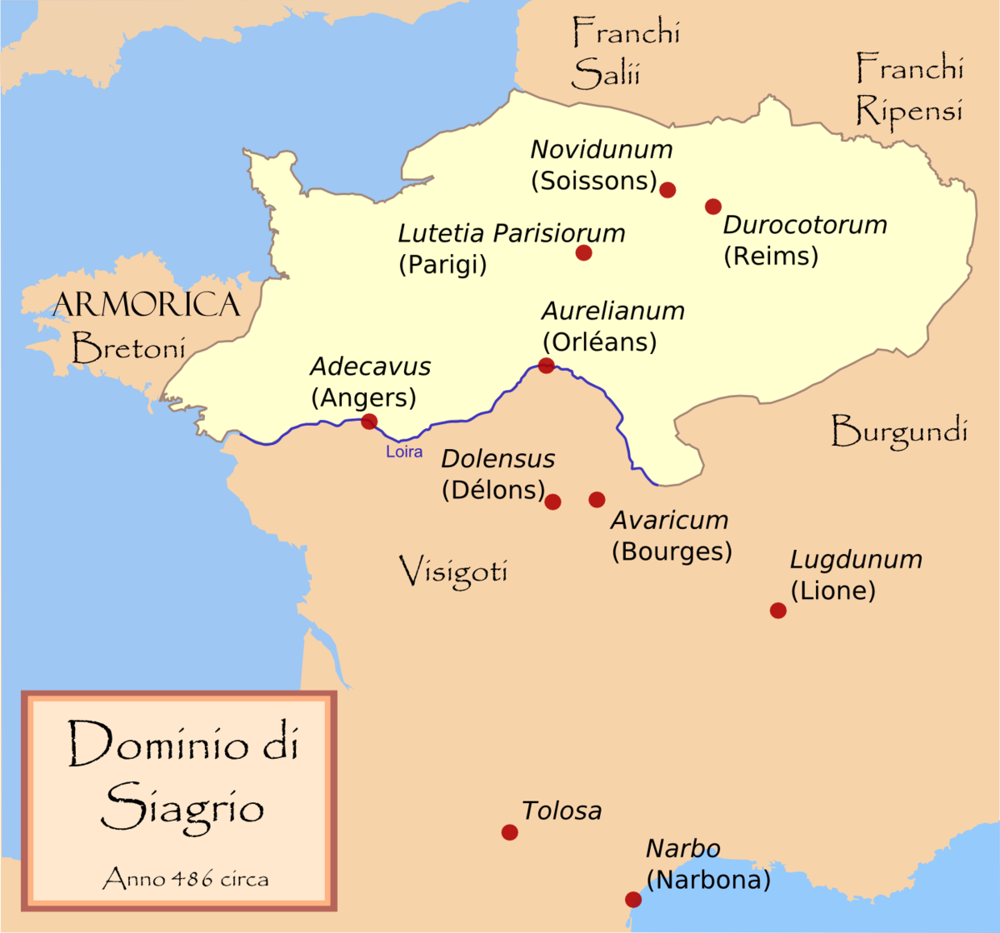 Franchi
Salii
Franchi
Ripensi
Novidunum
(Soissons)
Durocotorum
(Reims)
Lutetia Parisiorum
(Parigi)
ARMORICA
Bretoni
Aurelianum
(Orléans)
Adecavus
(Angers)
Loira
Burgundi
Dolensus
(Délons)
Avaricum
(Bourges)
Visigoti
Lugdunum
(Lione)
Dominio di
Siagrio
Anno 486 circa
Tolosa
Narbo
(Narbona)